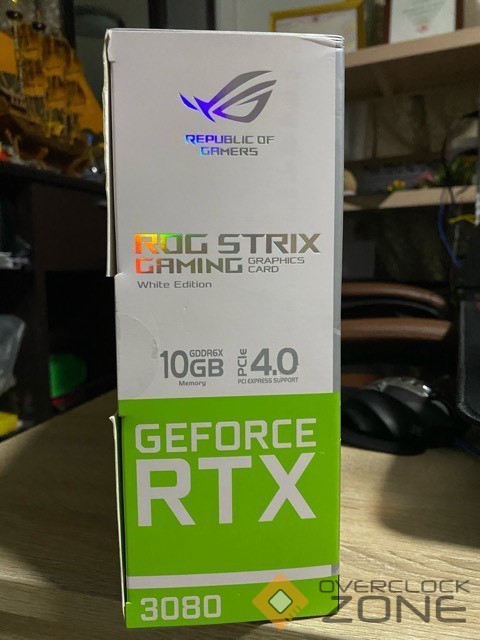 REPUBLIC OF
GAMERS
ROG STRIX
GAMING GRAPHICS CARD
White Edition
10GB GDDR6X Memory
PCIe 4.0
PCI EXPRESS SUPPORT
GEFORCE
RTX
3080
OVERCLOCK
ZONE